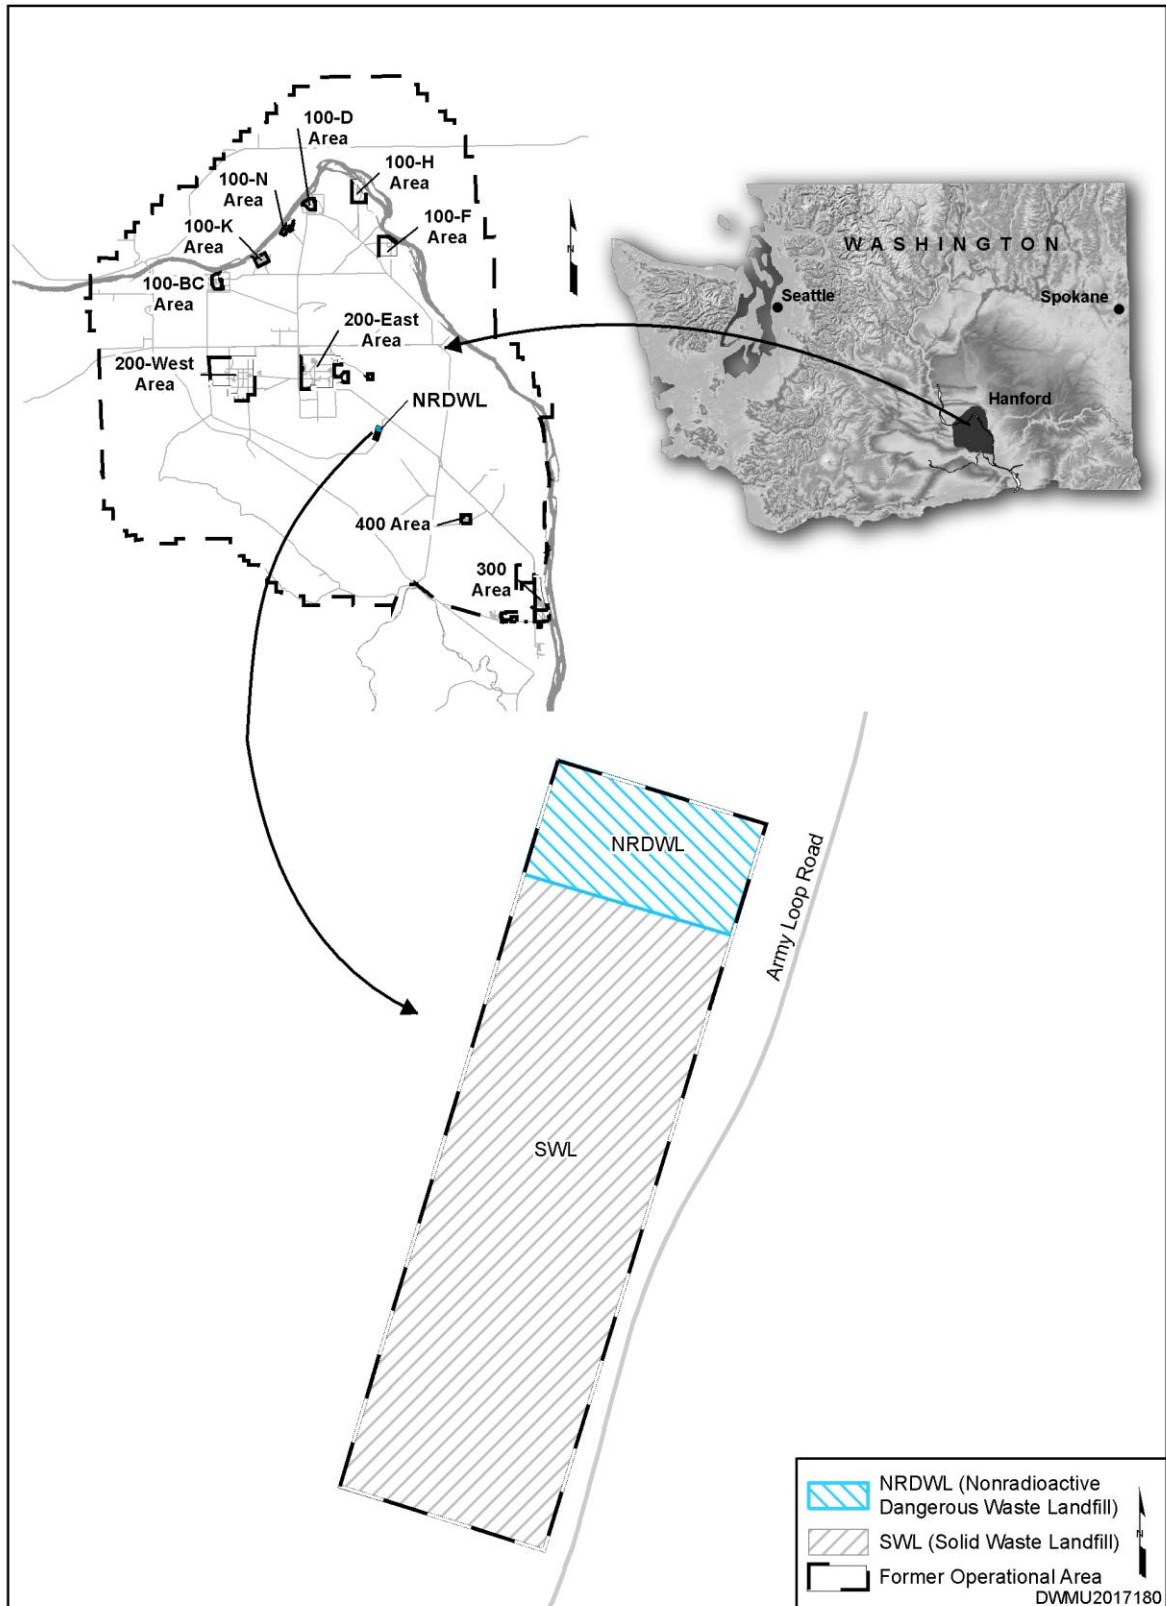 100-D
Area
100-H
Area
100-N
Area
100-F
Area
100-K
Area
100-BC
Area
200-East
Area
200-West
Area
NRDWL
400 Area
300
Area
N
WASHINGTON
Seattle
Spokane
Hanford
NRDWL
Army Loop Road
SWL
NRDWL (Nonradioactive
Dangerous Waste Landfill)
SWL (Solid Waste Landfill)
Former Operational Area
N
DWMU2017180